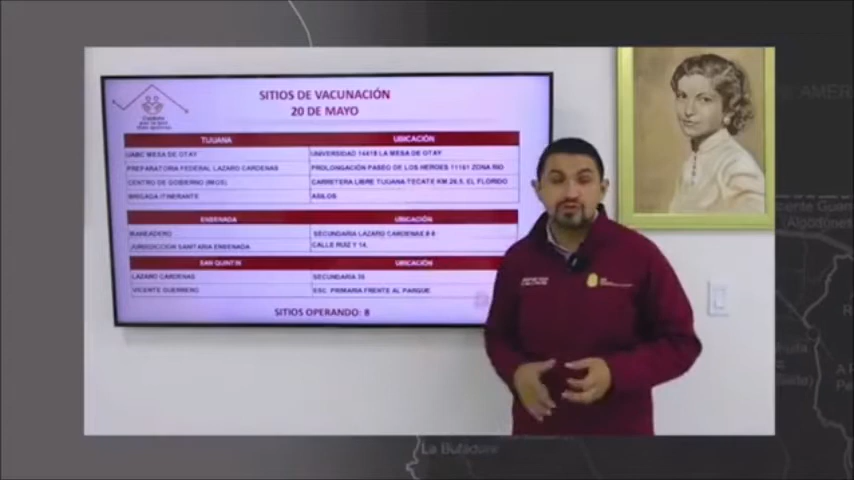 SITIOS DE VACUNACIÓN
20 DE MAYO
TIJUANA UBICACIÓN
UABC MESA DE OTAY UNIVERSIDAD 14418 LA MESA DE OTAY
PREPARATORIA FEDERAL LAZARO CARDENAS PROLONGACIÓN PASEO DE LOS HEROES 11161 ZONA RIO
CENTRO DE GOBIERNO CARRETERA LIBRE TIJUANA-TECATE KM 26.5, EL FLORIDO
BRIGADA ITINERANTE ASILOS
ENSENADA UBICACIÓN
MANEADERO SECUNDARIA LAZARO CARDENAS
JURISDICCIÓN SANITARIA ENSENADA CALLE RUIZ Y 14.
SAN QUINTIN UBICACIÓN
LAZARO CARDENAS SECUNDARIA
VICENTE GUERRERO ESC. PRIMARIA FRENTE AL PARQUE
SITIOS OPERANDO: 8
La Bufadora